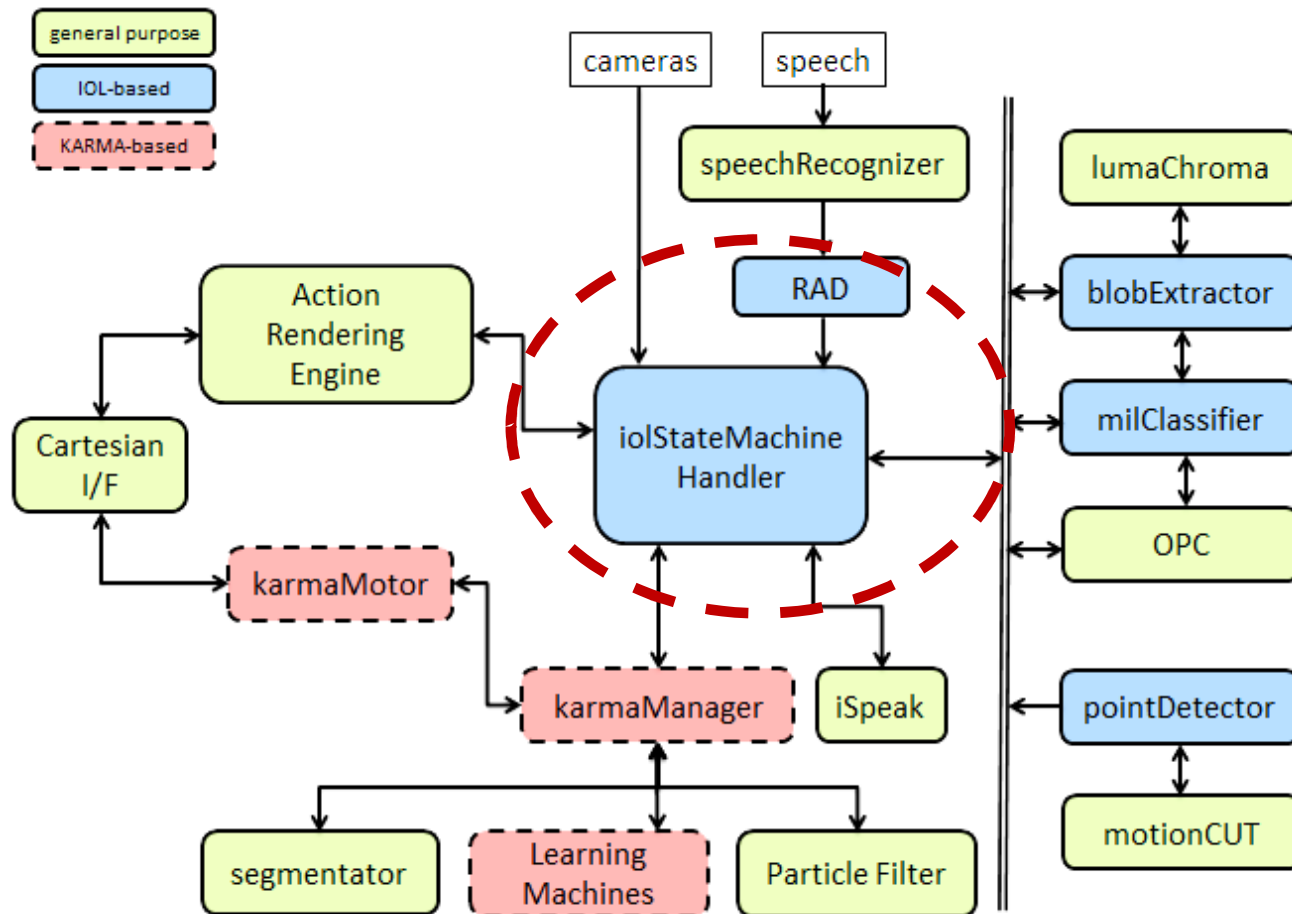 general purpose
IOL-based
KARMA-based
cameras
speech
speechRecognizer
lumaChroma
RAD
blobExtractor
Action
Rendering
Engine
iolStateMachine
Handler
milClassifier
Cartesian
I/F
OPC
karmaMotor
karmaManager
iSpeak
pointDetector
segmentator
Learning
Machines
Particle Filter
motionCUT